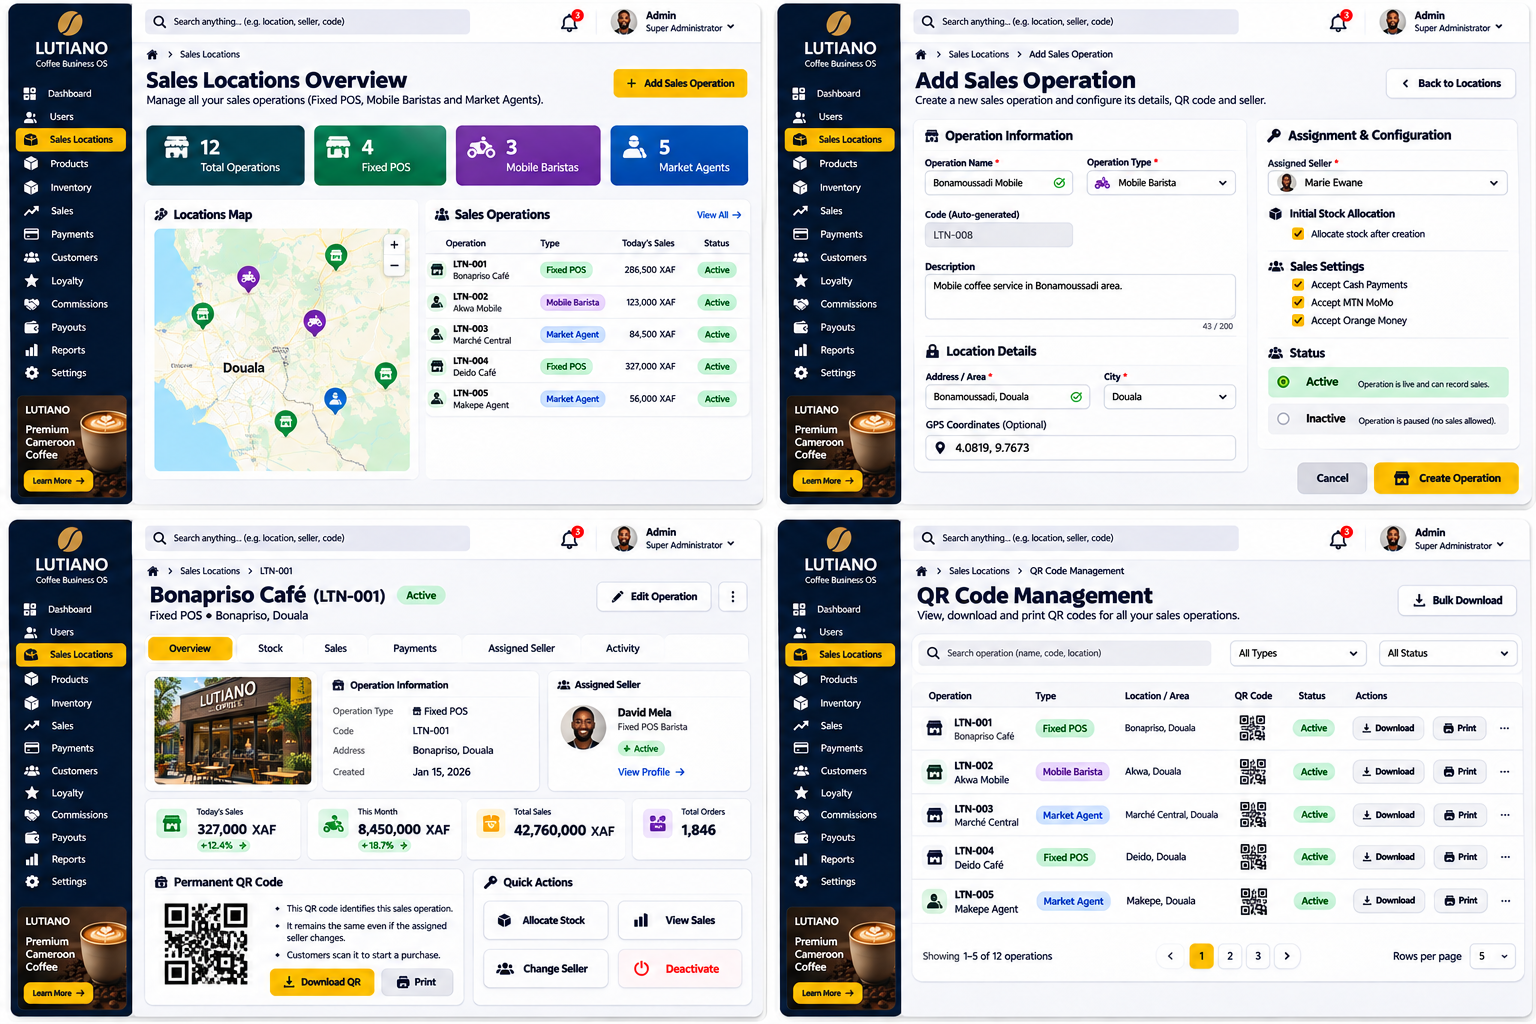 LUTIANO
Coffee Business OS
Dashboard
Users
Sales Locations
Products
Inventory
Sales
Payments
Customers
Loyalty
Commissions
Payouts
Reports
Settings
LUTIANO
Premium
Cameroon
Coffee
Learn More →
Search anything... (e.g. location, seller, code)
3
Admin
Super Administrator
> Sales Locations
Sales Locations Overview
Manage all your sales operations (Fixed POS, Mobile Baristas and Market Agents).
+ Add Sales Operation
12
Total Operations
4
Fixed POS
3
Mobile Baristas
5
Market Agents
Locations Map
+
−
Douala
Sales Operations
View All →
Operation Type Today's Sales Status
LTN-001
Bonapriso Café
Fixed POS 286,500 XAF Active
LTN-002
Akwa Mobile
Mobile Barista 123,000 XAF Active
LTN-003
Marché Central
Market Agent 84,500 XAF Active
LTN-004
Deido Café
Fixed POS 327,000 XAF Active
LTN-005
Makepe Agent
Market Agent 56,000 XAF Active
LUTIANO
Coffee Business OS
Dashboard
Users
Sales Locations
Products
Inventory
Sales
Payments
Customers
Loyalty
Commissions
Payouts
Reports
Settings
LUTIANO
Premium
Cameroon
Coffee
Learn More →
Search anything... (e.g. location, seller, code)
3
Admin
Super Administrator
> Sales Locations > Add Sales Operation
Add Sales Operation
Create a new sales operation and configure its details, QR code and seller.
< Back to Locations
Operation Information
Operation Name *
Bonamoussadi Mobile
Operation Type *
Mobile Barista
Code (Auto-generated)
LTN-008
Description
Mobile coffee service in Bonamoussadi area.
43 / 200
Location Details
Address / Area *
Bonamoussadi, Douala
City *
Douala
GPS Coordinates (Optional)
4.0819, 9.7673
Assignment & Configuration
Assigned Seller *
Marie Ewane
Initial Stock Allocation
Allocate stock after creation
Sales Settings
Accept Cash Payments
Accept MTN MoMo
Accept Orange Money
Status
Active Operation is live and can record sales.
Inactive Operation is paused (no sales allowed).
Cancel
Create Operation
LUTIANO
Coffee Business OS
Dashboard
Users
Sales Locations
Products
Inventory
Sales
Payments
Customers
Loyalty
Commissions
Payouts
Reports
Settings
LUTIANO
Premium
Cameroon
Coffee
Learn More →
Search anything... (e.g. location, seller, code)
3
Admin
Super Administrator
> Sales Locations > LTN-001
Bonapriso Café (LTN-001) Active
Fixed POS • Bonapriso, Douala
Edit Operation
Overview Stock Sales Payments Assigned Seller Activity
LUTIANO
Operation Information
Operation Type Fixed POS
Code LTN-001
Address Bonapriso, Douala
Created Jan 15, 2026
Assigned Seller
David Mela
Fixed POS Barista
+ Active
View Profile →
Today's Sales
327,000 XAF
+12.4% →
This Month
8,450,000 XAF
+18.7% →
Total Sales
42,760,000 XAF
Total Orders
1,846
Permanent QR Code
• This QR code identifies this sales operation.
• It remains the same even if the assigned
seller changes.
• Customers scan it to start a purchase.
Download QR
Print
Quick Actions
Allocate Stock
View Sales
Change Seller
Deactivate
LUTIANO
Coffee Business OS
Dashboard
Users
Sales Locations
Products
Inventory
Sales
Payments
Customers
Loyalty
Commissions
Payouts
Reports
Settings
LUTIANO
Premium
Cameroon
Coffee
Learn More →
Search anything... (e.g. location, seller, code)
3
Admin
Super Administrator
> Sales Locations > QR Code Management
QR Code Management
View, download and print QR codes for all your sales operations.
Bulk Download
Search operation (name, code, location)
All Types
All Status
Operation Type Location / Area QR Code Status Actions
LTN-001
Bonapriso Café
Fixed POS Bonapriso, Douala Active Download Print ...
LTN-002
Akwa Mobile
Mobile Barista Akwa, Douala Active Download Print ...
LTN-003
Marché Central
Market Agent Marché Central, Douala Active Download Print ...
LTN-004
Deido Café
Fixed POS Deido, Douala Active Download Print ...
LTN-005
Makepe Agent
Market Agent Makepe, Douala Active Download Print ...
Showing 1–5 of 12 operations
< 1 2 3 >
Rows per page 5